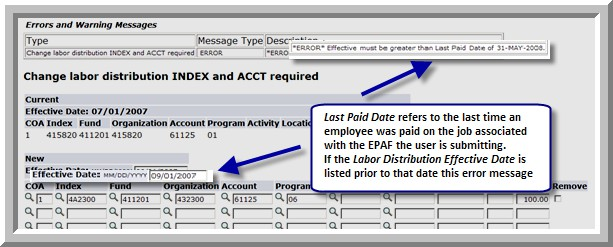 Errors and Warning Messages
Type Message Type Description
Change labor distribution INDEX and ACCT required ERROR *ERRO
*ERROR* Effective must be greater than Last Paid Date of 31-MAY-2008.
Change labor distribution INDEX and ACCT required
Current
Effective Date: 07/01/2007
COA Index Fund Organization Account Program Activity Locatio
1 415820 411201 415820 61125 01
Last Paid Date refers to the last time an
employee was paid on the job associated
with the EPAF the user is submitting.
If the Labor Distribution Effective Date is
listed prior to that date this error message
New
Effective Date: MM/DD/YYYY 09/01/2007
COA Index Fund Organization Account Program Remove
1 4A2300 411201 432300 61125 06 100.00
1
1